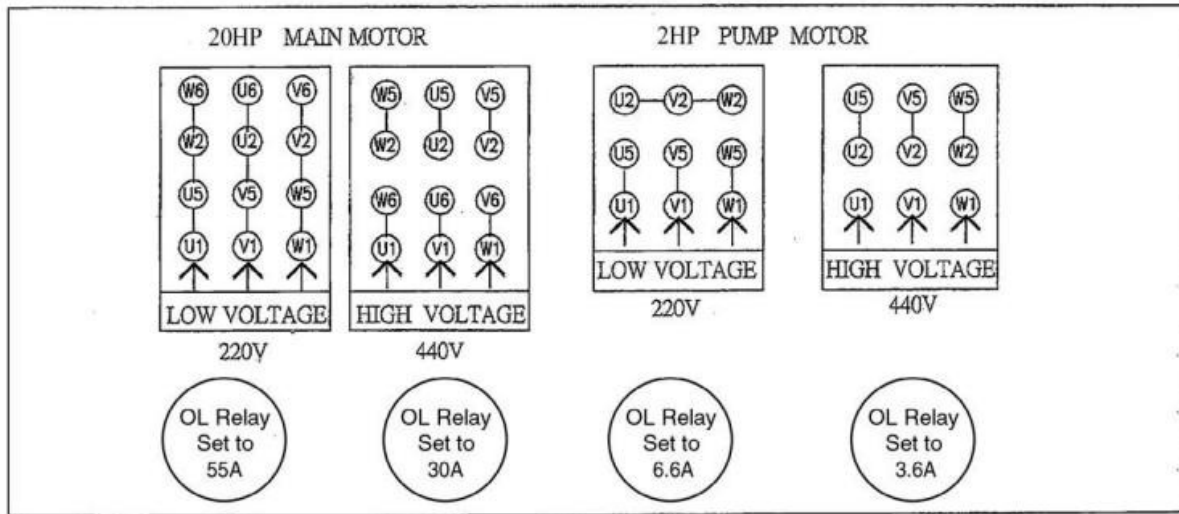 20HP MAIN MOTOR
2HP PUMP MOTOR
W6 U6 V6
W2 U2 V2
U5 V5 W5
U1 V1 W1
LOW VOLTAGE
220V
W5 U5 V5
W2 U2 V2
W6 U6 V6
U1 V1 W1
HIGH VOLTAGE
440V
U2 V2 W2
U5 V5 W5
U1 V1 W1
LOW VOLTAGE
220V
U5 V5 W5
U2 V2 W2
U1 V1 W1
HIGH VOLTAGE
440V
OL Relay
Set to
55A
OL Relay
Set to
30A
OL Relay
Set to
6.6A
OL Relay
Set to
3.6A